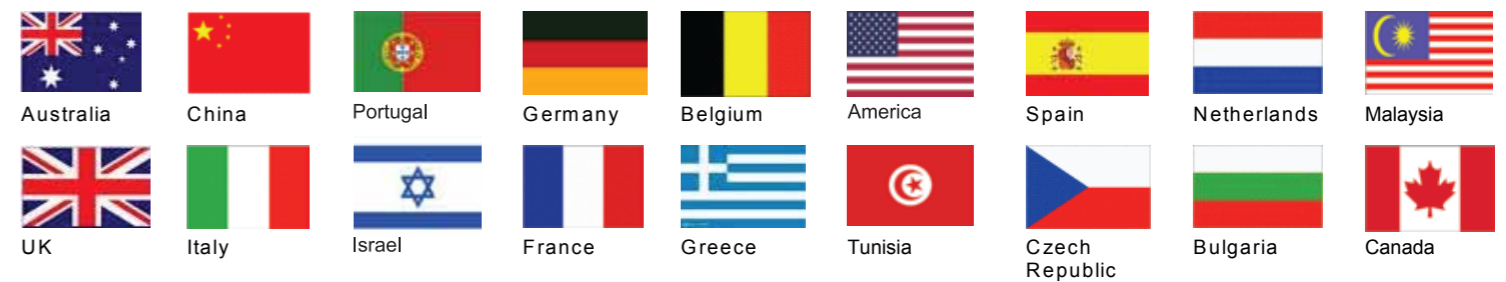 Australia China Portugal Germany Belgium America Spain Netherlands Malaysia
UK Italy Israel France Greece Tunisia Czech Republic Bulgaria Canada